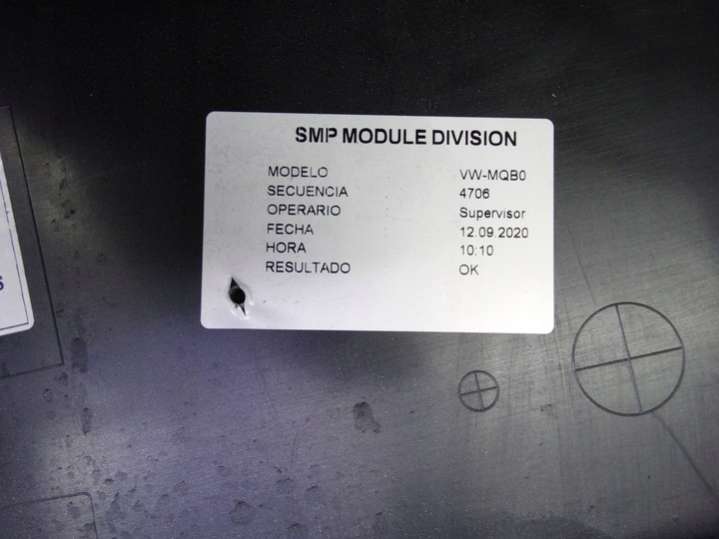 SMP MODULE DIVISION
MODELO VW-MQB0
SECUENCIA 4706
OPERARIO Supervisor
FECHA 12.09.2020
HORA 10:10
RESULTADO OK
S